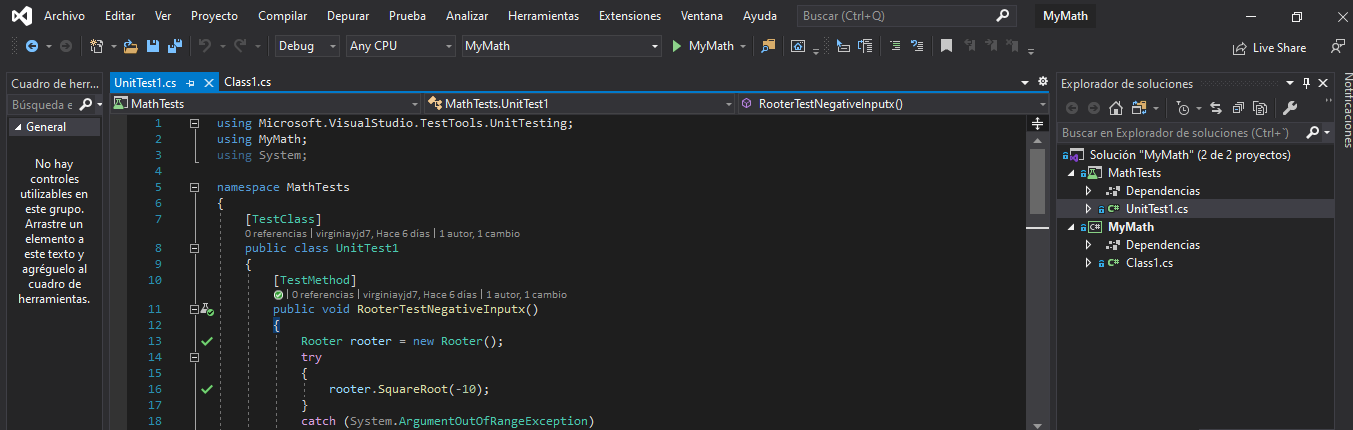 Archivo Editar Ver Proyecto Compilar Depurar Prueba Analizar Herramientas Extensiones Ventana Ayuda Buscar (Ctrl+Q) MyMath
Debug Any CPU MyMath MyMath Live Share
Cuadro de herr...
Búsqueda e
General
No hay
controles
utilizables en
este grupo.
Arrastre un
elemento a
este texto y
agréguelo al
cuadro de
herramientas.
UnitTest1.cs Class1.cs
MathTests MathTests.UnitTest1 RooterTestNegativeInputx()
1 using Microsoft.VisualStudio.TestTools.UnitTesting;
2 using MyMath;
3 using System;
4
5 namespace MathTests
6 {
7 [TestClass]
0 referencias | virginiayjd7, Hace 6 días | 1 autor, 1 cambio
8 public class UnitTest1
9 {
10 [TestMethod]
| 0 referencias | virginiayjd7, Hace 6 días | 1 autor, 1 cambio
11 public void RooterTestNegativeInputx()
12 {
13 Rooter rooter = new Rooter();
14 try
15 {
16 rooter.SquareRoot(-10);
17 }
18 catch (System.ArgumentOutOfRangeException)
Explorador de soluciones
Buscar en Explorador de soluciones (Ctrl+´)
Solución "MyMath" (2 de 2 proyectos)
MathTests
Dependencias
C# UnitTest1.cs
C# MyMath
Dependencias
C# Class1.cs
Notificaciones